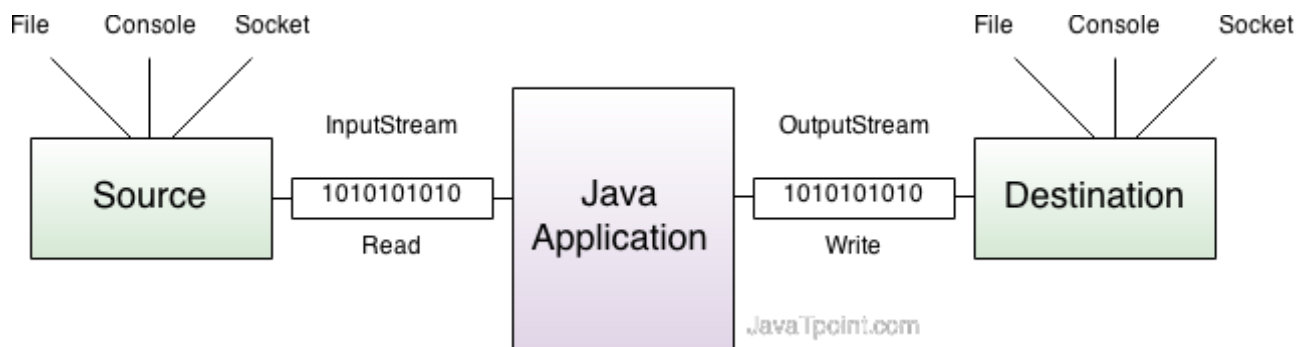 File Console Socket
File Console Socket
InputStream
OutputStream
Source
1010101010
Java
Application
1010101010
Destination
Read
Write
JavaTpoint.com